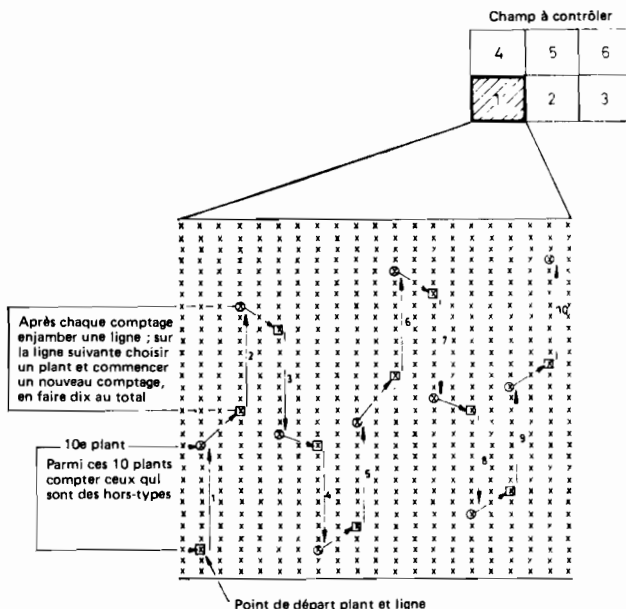 Champ à contrôler
4 5 6
1 2 3
Après chaque comptage
enjamber une ligne ; sur
la ligne suivante choisir
un plant et commencer
un nouveau comptage,
en faire dix au total
10e plant
Parmi ces 10 plants
compter ceux qui
sont des hors-types
1
2
3
4
5
6
7
8
9
10
Point de départ plant et ligne